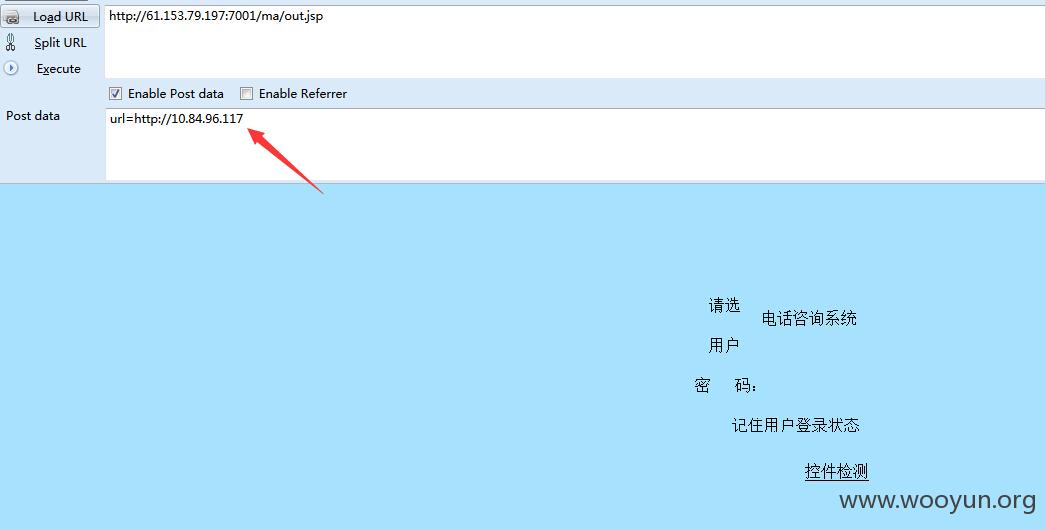 Load URL
http://61.153.79.197:7001/ma/out.jsp
Split URL
Execute
Enable Post data
Enable Referrer
Post data
url=http://10.84.96.117
请选
电话咨询系统
用户
密 码：
记住用户登录状态
控件检测
www.wooyun.org